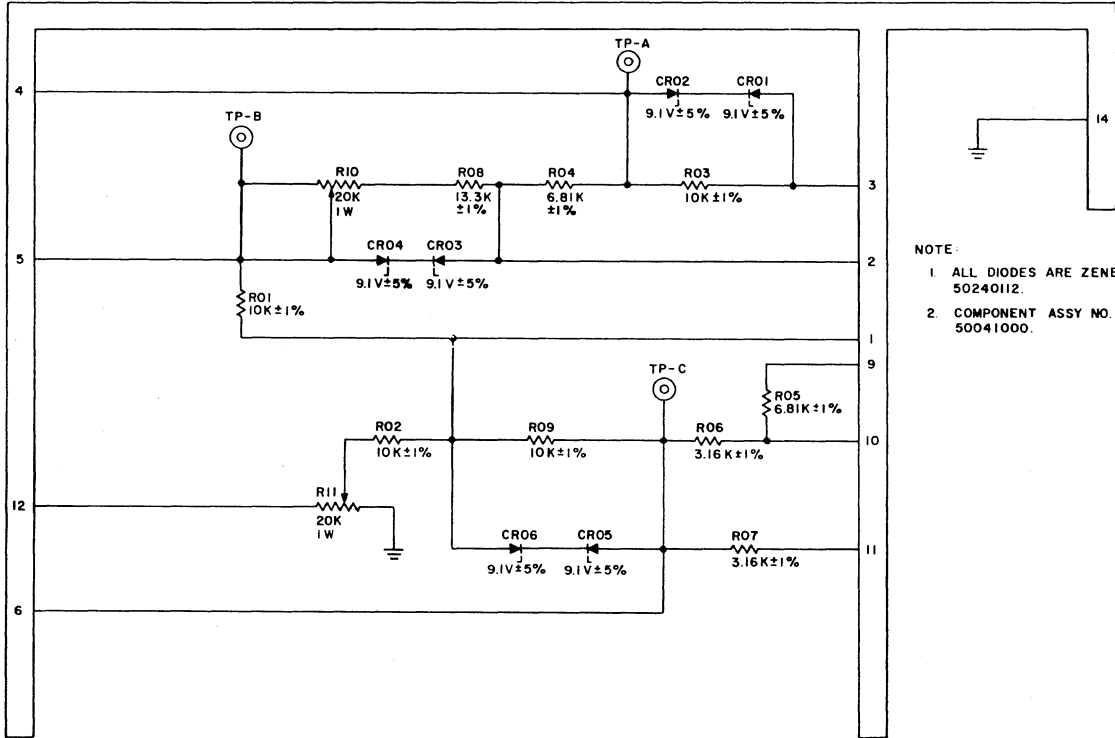 TP-A
CR02
CR01
9.1V±5%
9.1V±5%
4
14
TP-B
R10
20K
1W
R08
13.3K
±1%
R04
6.81K
±1%
R03
10K±1%
3
CR04
CR03
9.1V±5%
9.1V±5%
5
2
R01
10K±1%
1
9
TP-C
R05
6.81K±1%
R02
10K±1%
R09
10K±1%
R06
3.16K±1%
10
12
R11
20K
1W
CR06
CR05
9.1V±5%
9.1V±5%
R07
3.16K±1%
11
6
NOTE:
1. ALL DIODES ARE ZENE
50240112.
2. COMPONENT ASSY NO.
50041000.